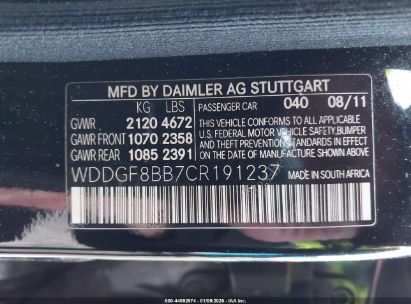 MFD BY DAIMLER AG STUTTGART
KG LBS PASSENGER CAR 040 08/11
GWVR 2120 4672
GAWR FRONT 1070 2358
GAWR REAR 1085 2391
THIS VEHICLE CONFORMS TO ALL
APPLICABLE U.S. FEDERAL MOTOR
VEHICLE SAFETY, BUMPER,
AND THEFT PREVENTION
STANDARDS IN EFFECT ON THE
DATE OF MANUFACTURE
SHOWN ABOVE.
WDDGF8BB7CR191237 MADE IN SOUTH AFRICA